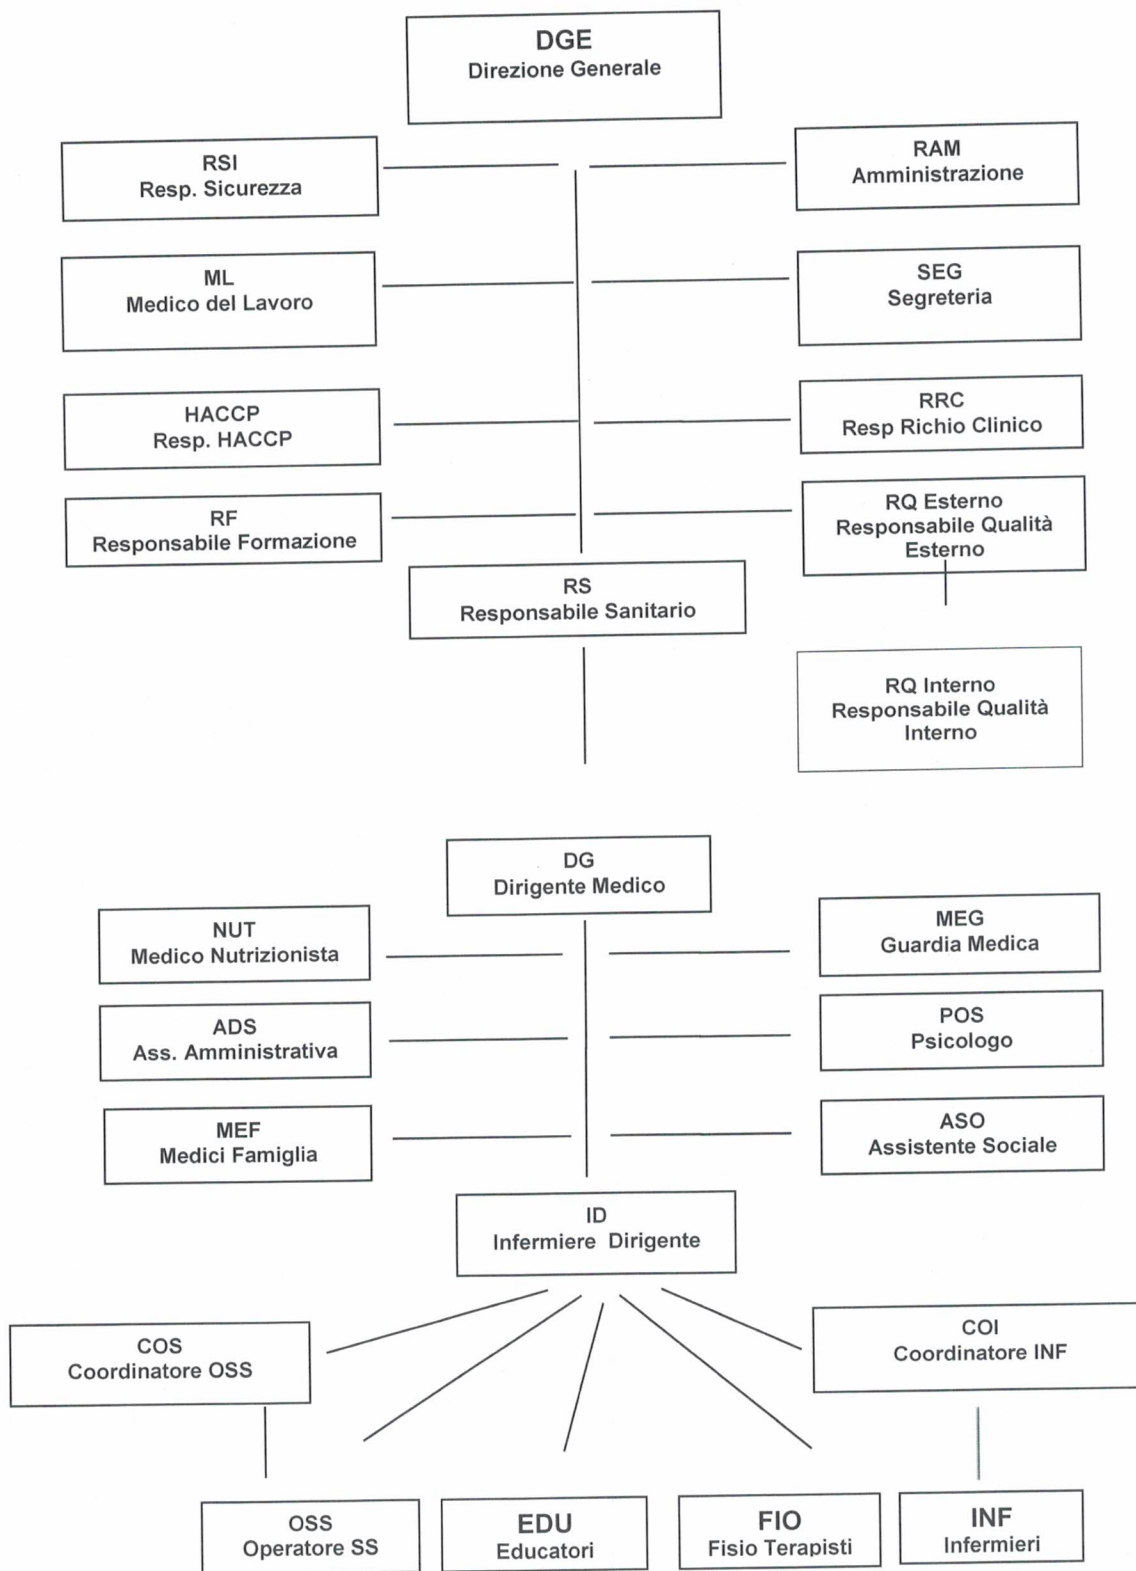 DGE
Direzione Generale
RSI
Resp. Sicurezza
RAM
Amministrazione
ML
Medico del Lavoro
SEG
Segreteria
HACCP
Resp. HACCP
RRC
Resp Richio Clinico
RF
Responsabile Formazione
RQ Esterno
Responsabile Qualità
Esterno
RS
Responsabile Sanitario
RQ Interno
Responsabile Qualità
Interno
DG
Dirigente Medico
NUT
Medico Nutrizionista
MEG
Guardia Medica
ADS
Ass. Amministrativa
POS
Psicologo
MEF
Medici Famiglia
ASO
Assistente Sociale
ID
Infermiere Dirigente
COS
Coordinatore OSS
COI
Coordinatore INF
OSS
Operatore SS
EDU
Educatori
FIO
Fisio Terapisti
INF
Infermieri